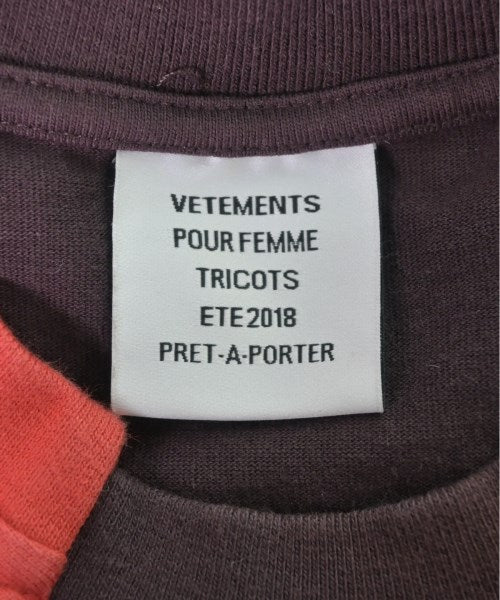 VETEMENTS
POUR FEMME
TRICOTS
ETE 2018
PRET-A-PORTER